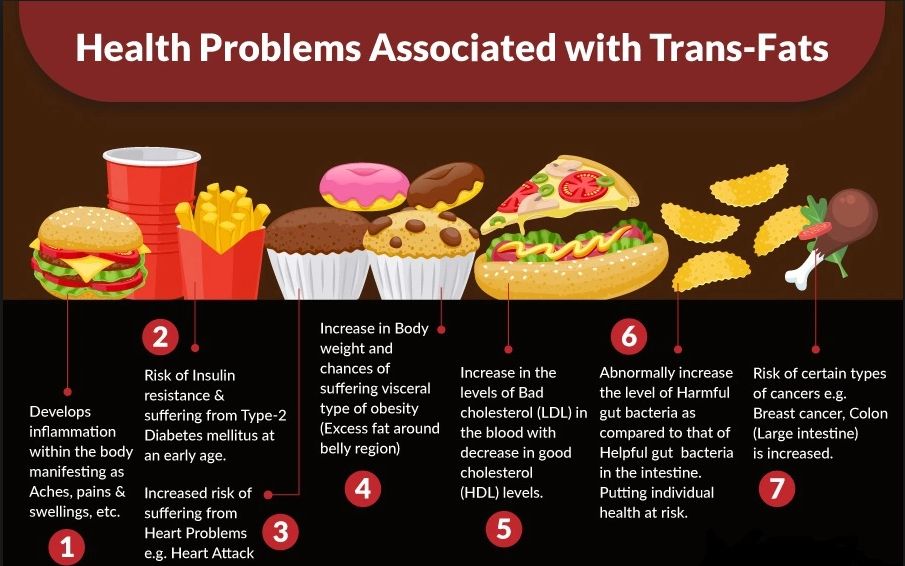 Health Problems Associated with Trans-Fats
Develops
inflammation
within the body
manifesting as
Aches, pains &
swellings, etc.
1
2
Risk of Insulin
resistance &
suffering from Type-2
Diabetes mellitus at
an early age.
Increased risk of
suffering from
Heart Problems
e.g. Heart Attack
3
Increase in Body
weight and
chances of
suffering visceral
type of obesity
(Excess fat around
belly region)
4
Increase in the
levels of Bad
cholesterol (LDL) in
the blood with
decrease in good
cholesterol
(HDL) levels.
5
6
Abnormally increase
the level of Harmful
gut bacteria as
compared to that of
Helpful gut bacteria
in the intestine.
Putting individual
health at risk.
Risk of certain types
of cancers e.g.
Breast cancer, Colon
(Large intestine)
is increased.
7